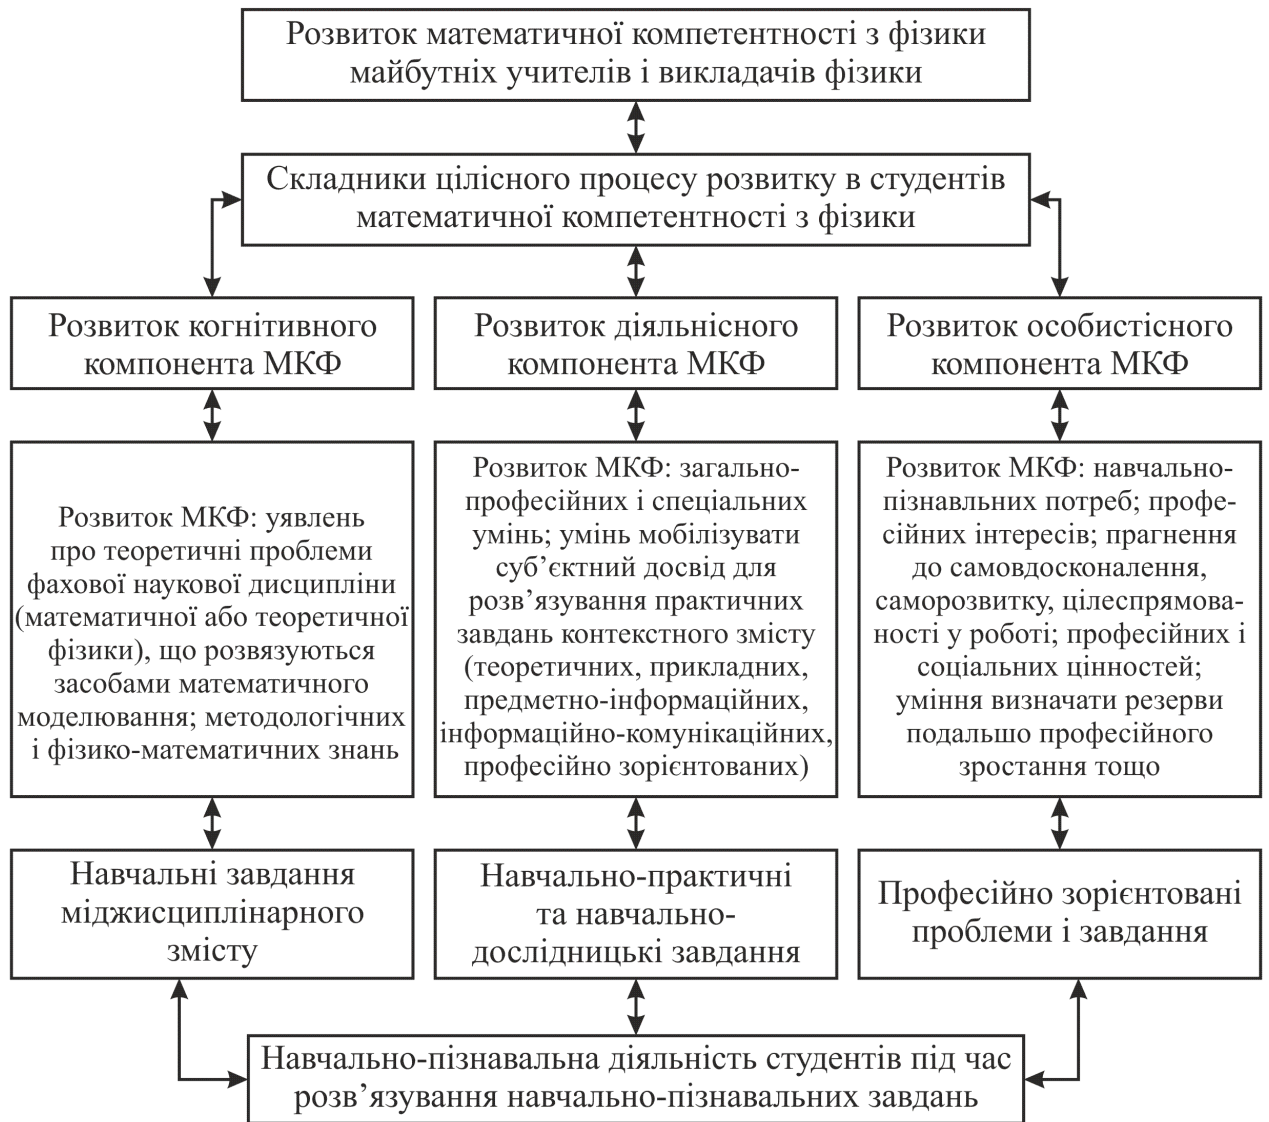 Розвиток математичної компетентності з фізики
майбутніх учителів і викладачів фізики
Складники цілісного процесу розвитку в студентів
математичної компетентності з фізики
Розвиток когнітивного
компонента МКФ
Розвиток діяльнісного
компонента МКФ
Розвиток особистісного
компонента МКФ
Розвиток МКФ: уявлень
про теоретичні проблеми
фахової наукової дисципліни
(математичної або теоретичної
фізики), що розвязуються
засобами математичного
моделювання; методологічних
і фізико-математичних знань
Розвиток МКФ: загально-
професійних і спеціальних
умінь; умінь мобілізувати
суб’єктний досвід для
розв’язування практичних
завдань контекстного змісту
(теоретичних, прикладних,
предметно-інформаційних,
інформаційно-комунікаційних,
професійно зорієнтованих)
Розвиток МКФ: навчально-
пізнавльних потреб; профе-
сійних інтересів; прагнення
до самовдосконалення,
саморозвитку, цілеспрямова-
ності у роботі; професійних і
соціальних цінностей;
уміння визначати резерви
подальшо професійного
зростання тощо
Навчальні завдання
міджисциплінарного
змісту
Навчально-практичні
та навчально-
дослідницькі завдання
Професійно зорієнтовані
проблеми і завдання
Навчально-пізнавальна діяльність студентів під час
розв’язування навчально-пізнавальних завдань